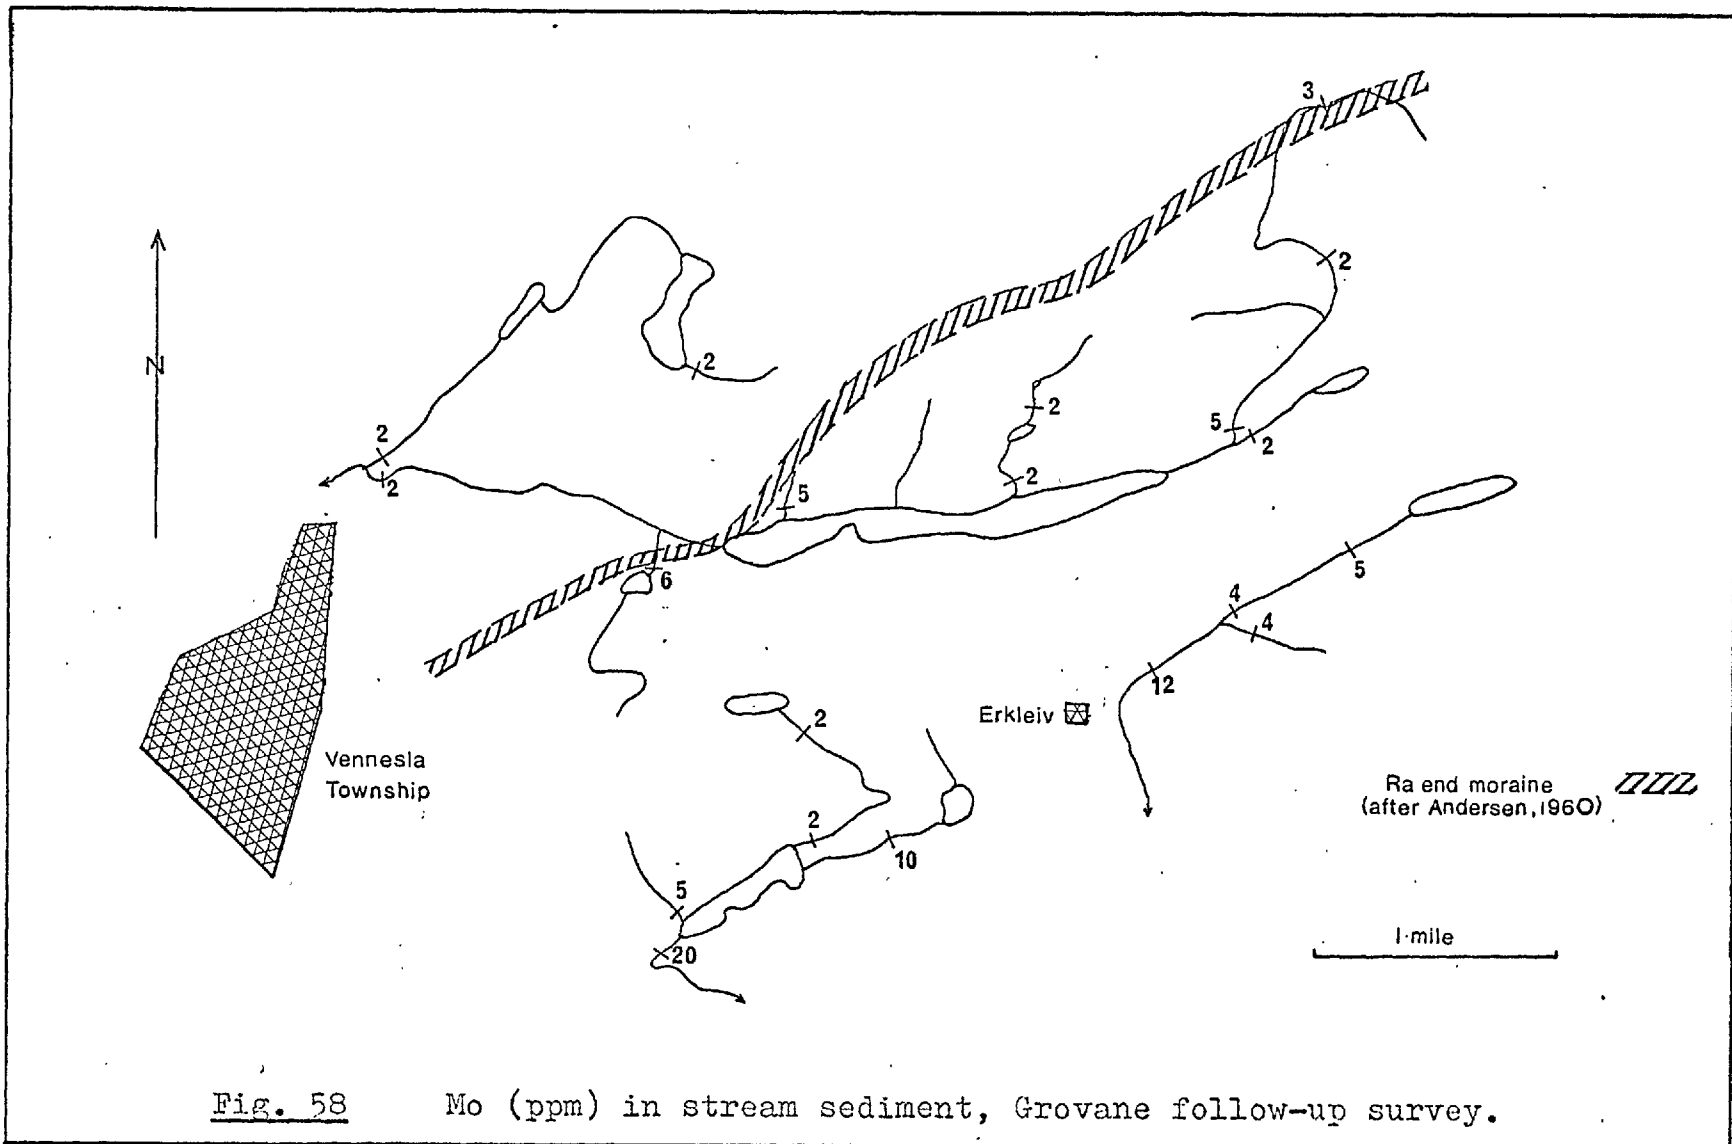 3
N
2
2
2
2
2
2
5
2
5
2
5
6
4
4
12
Erkleiv
2
Vennesla
Township
Ra end moraine
(after Andersen, 1960)
2
10
5
20
1 mile
Fig. 58 Mo (ppm) in stream sediment, Grovane follow-up survey.